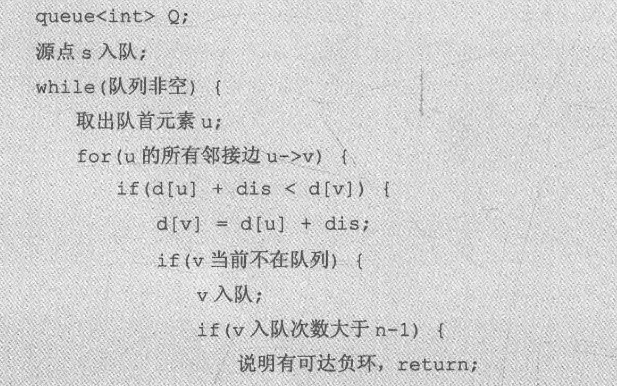 queue<int> Q;
源点 s 入队;
while(队列非空) {
取出队首元素 u;
for(u 的所有邻接边 u->v) {
if(d[u] + dis < d[v]) {
d[v] = d[u] + dis;
if(v 当前不在队列) {
v 入队;
if(v 入队次数大于 n-1) {
说明有可达负环，return;